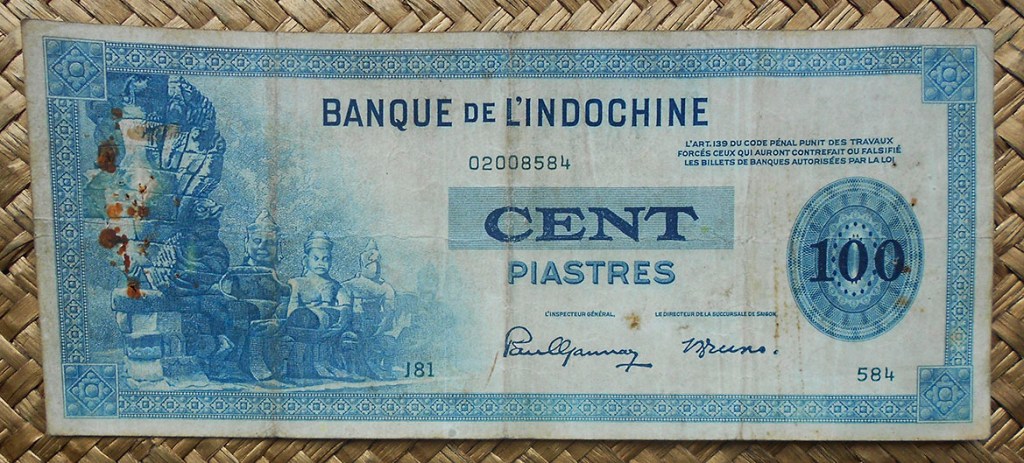 BANQUE DE L'INDOCHINE
02008584
L'ART.139 DU CODE PÉNAL PUNIT DES TRAVAUX
FORCÉS CEUX QUI AURONT CONTREFAIT OU FALSIFIÉ
LES BILLETS DE BANQUES AUTORISÉES PAR LA LOI
CENT
PIASTRES
100
L'INSPECTEUR GÉNÉRAL,
LE DIRECTEUR DE LA SUCCURSALE DE SAIGON,
J81
584